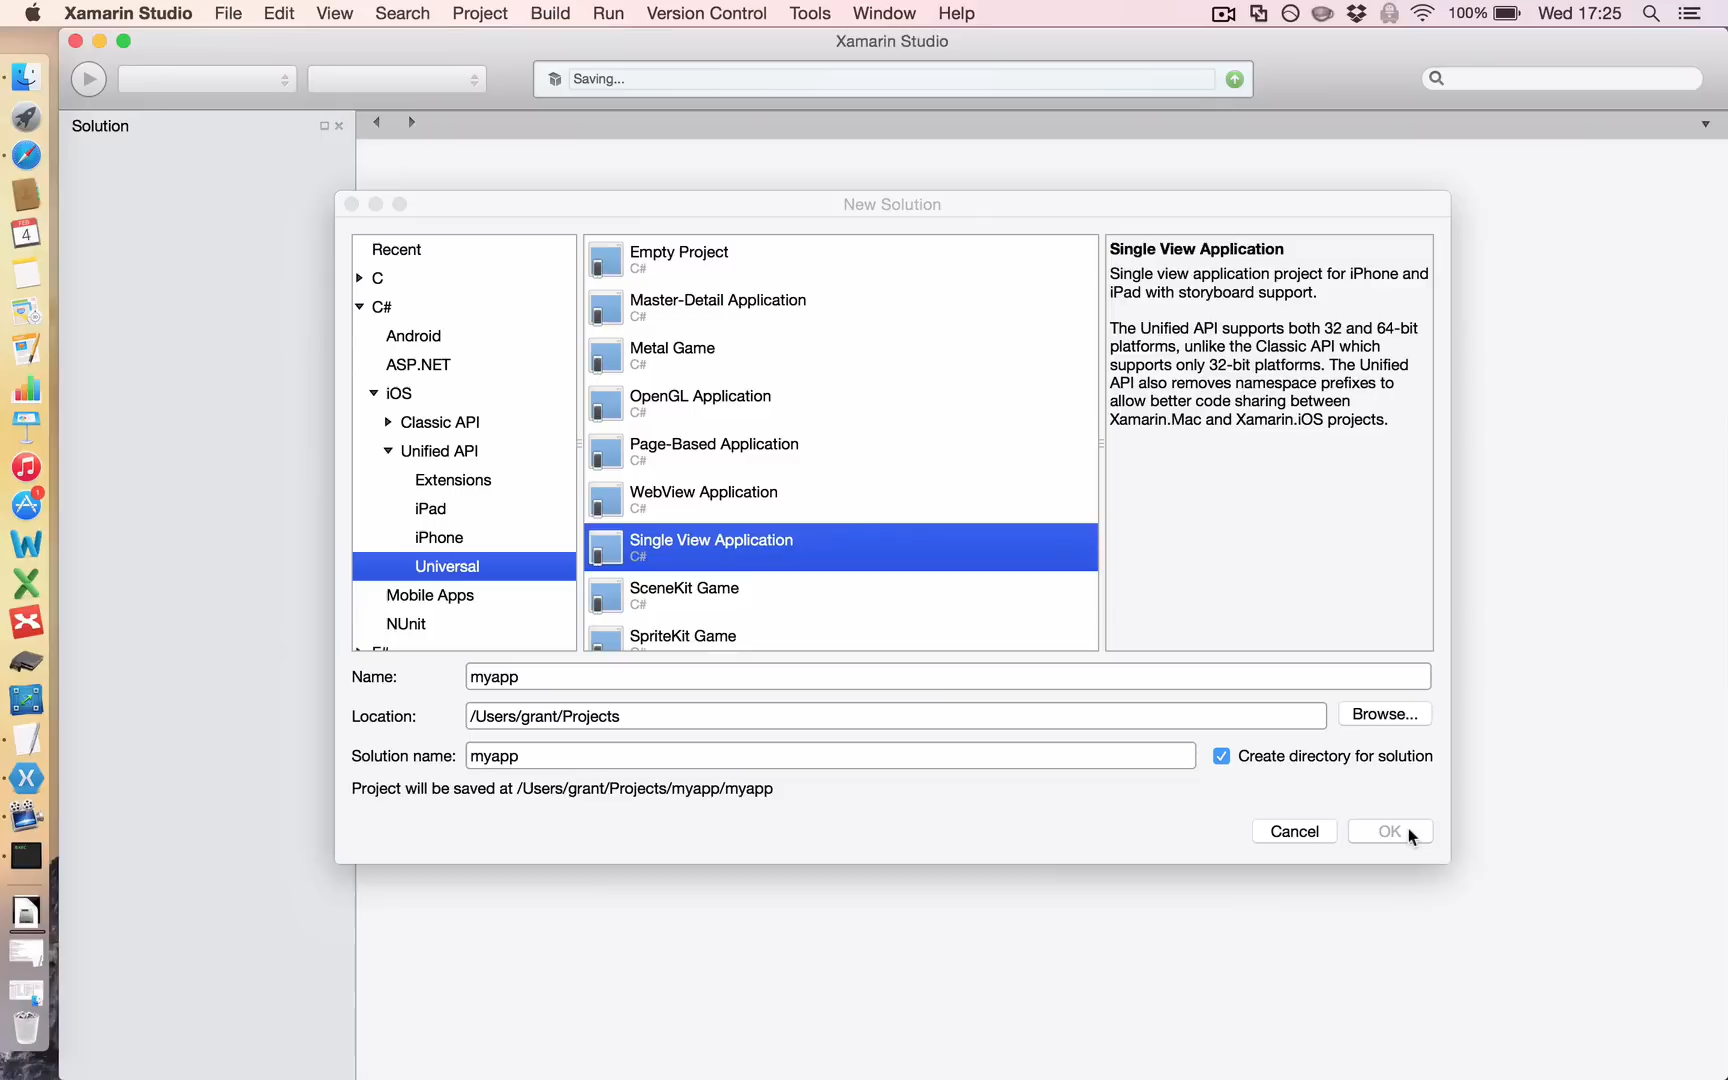 Xamarin Studio File Edit View Search Project Build Run Version Control Tools Window Help 100% Wed 17:25
Xamarin Studio
Saving...
Solution
New Solution
Recent
C
C#
Android
ASP.NET
iOS
Classic API
Unified API
Extensions
iPad
iPhone
Universal
Mobile Apps
NUnit
Empty Project
C#
Master-Detail Application
C#
Metal Game
C#
OpenGL Application
C#
Page-Based Application
C#
WebView Application
C#
Single View Application
C#
SceneKit Game
C#
SpriteKit Game
Single View Application
Single view application project for iPhone and
iPad with storyboard support.
The Unified API supports both 32 and 64-bit
platforms, unlike the Classic API which
supports only 32-bit platforms. The Unified
API also removes namespace prefixes to
allow better code sharing between
Xamarin.Mac and Xamarin.iOS projects.
Name: myapp
Location: /Users/grant/Projects Browse...
Solution name: myapp Create directory for solution
Project will be saved at /Users/grant/Projects/myapp/myapp
Cancel OK
FEB
4
1